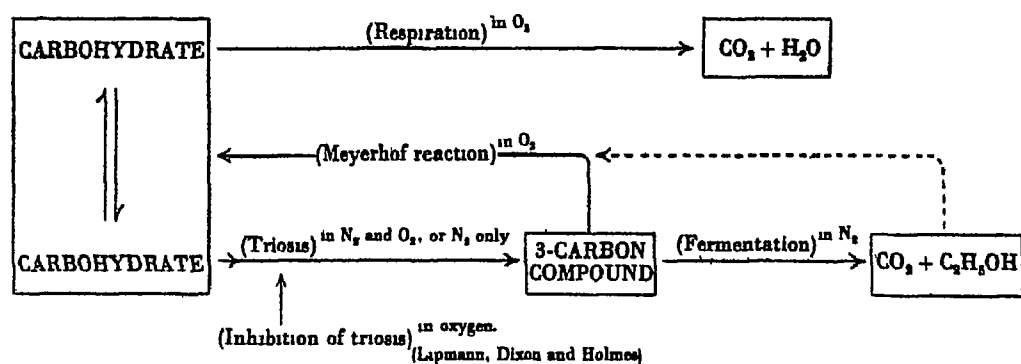 CARBOHYDRATE (Respiration) in O₂ CO₂ + H₂O
(Meyerhof reaction) in O₂
CARBOHYDRATE (Triosis) in N₂ and O₂, or N₂ only 3-CARBON COMPOUND (Fermentation) in N₂ CO₂ + C₂H₅OH
(Inhibition of triosis) in oxygen.
(Lipmann, Dixon and Holmes)